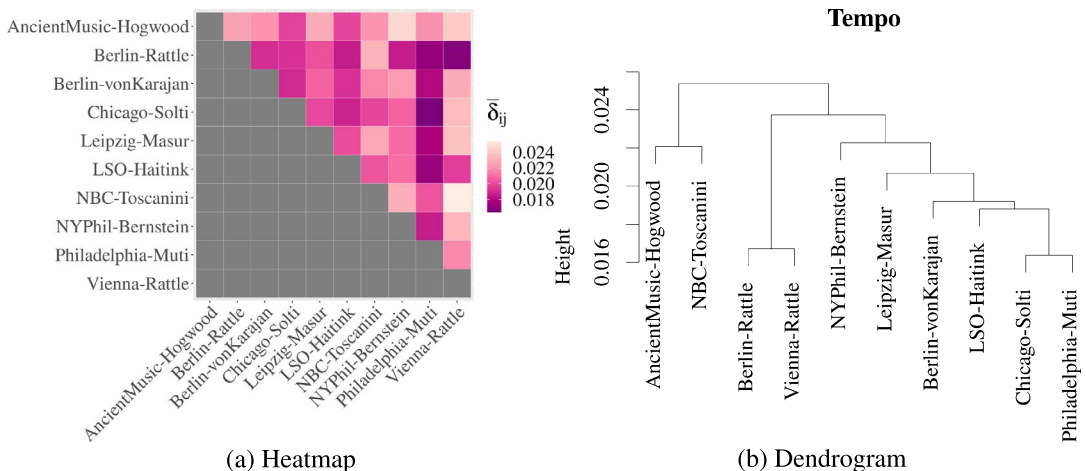 AncientMusic-Hogwood
Berlin-Rattle
Berlin-vonKarajan
Chicago-Solti
Leipzig-Masur
LSO-Haitink
NBC-Toscanini
NYPhil-Bernstein
Philadelphia-Muti
Vienna-Rattle
AncientMusic-Hogwood
Berlin-Rattle
Berlin-vonKarajan
Chicago-Solti
Leipzig-Masur
LSO-Haitink
NBC-Toscanini
NYPhil-Bernstein
Philadelphia-Muti
Vienna-Rattle
δ̅ij
0.024
0.022
0.020
0.018
(a) Heatmap
Tempo
Height
0.024
0.020
0.016
AncientMusic-Hogwood
NBC-Toscanini
Berlin-Rattle
Vienna-Rattle
NYPhil-Bernstein
Leipzig-Masur
Berlin-vonKarajan
LSO-Haitink
Chicago-Solti
Philadelphia-Muti
(b) Dendrogram